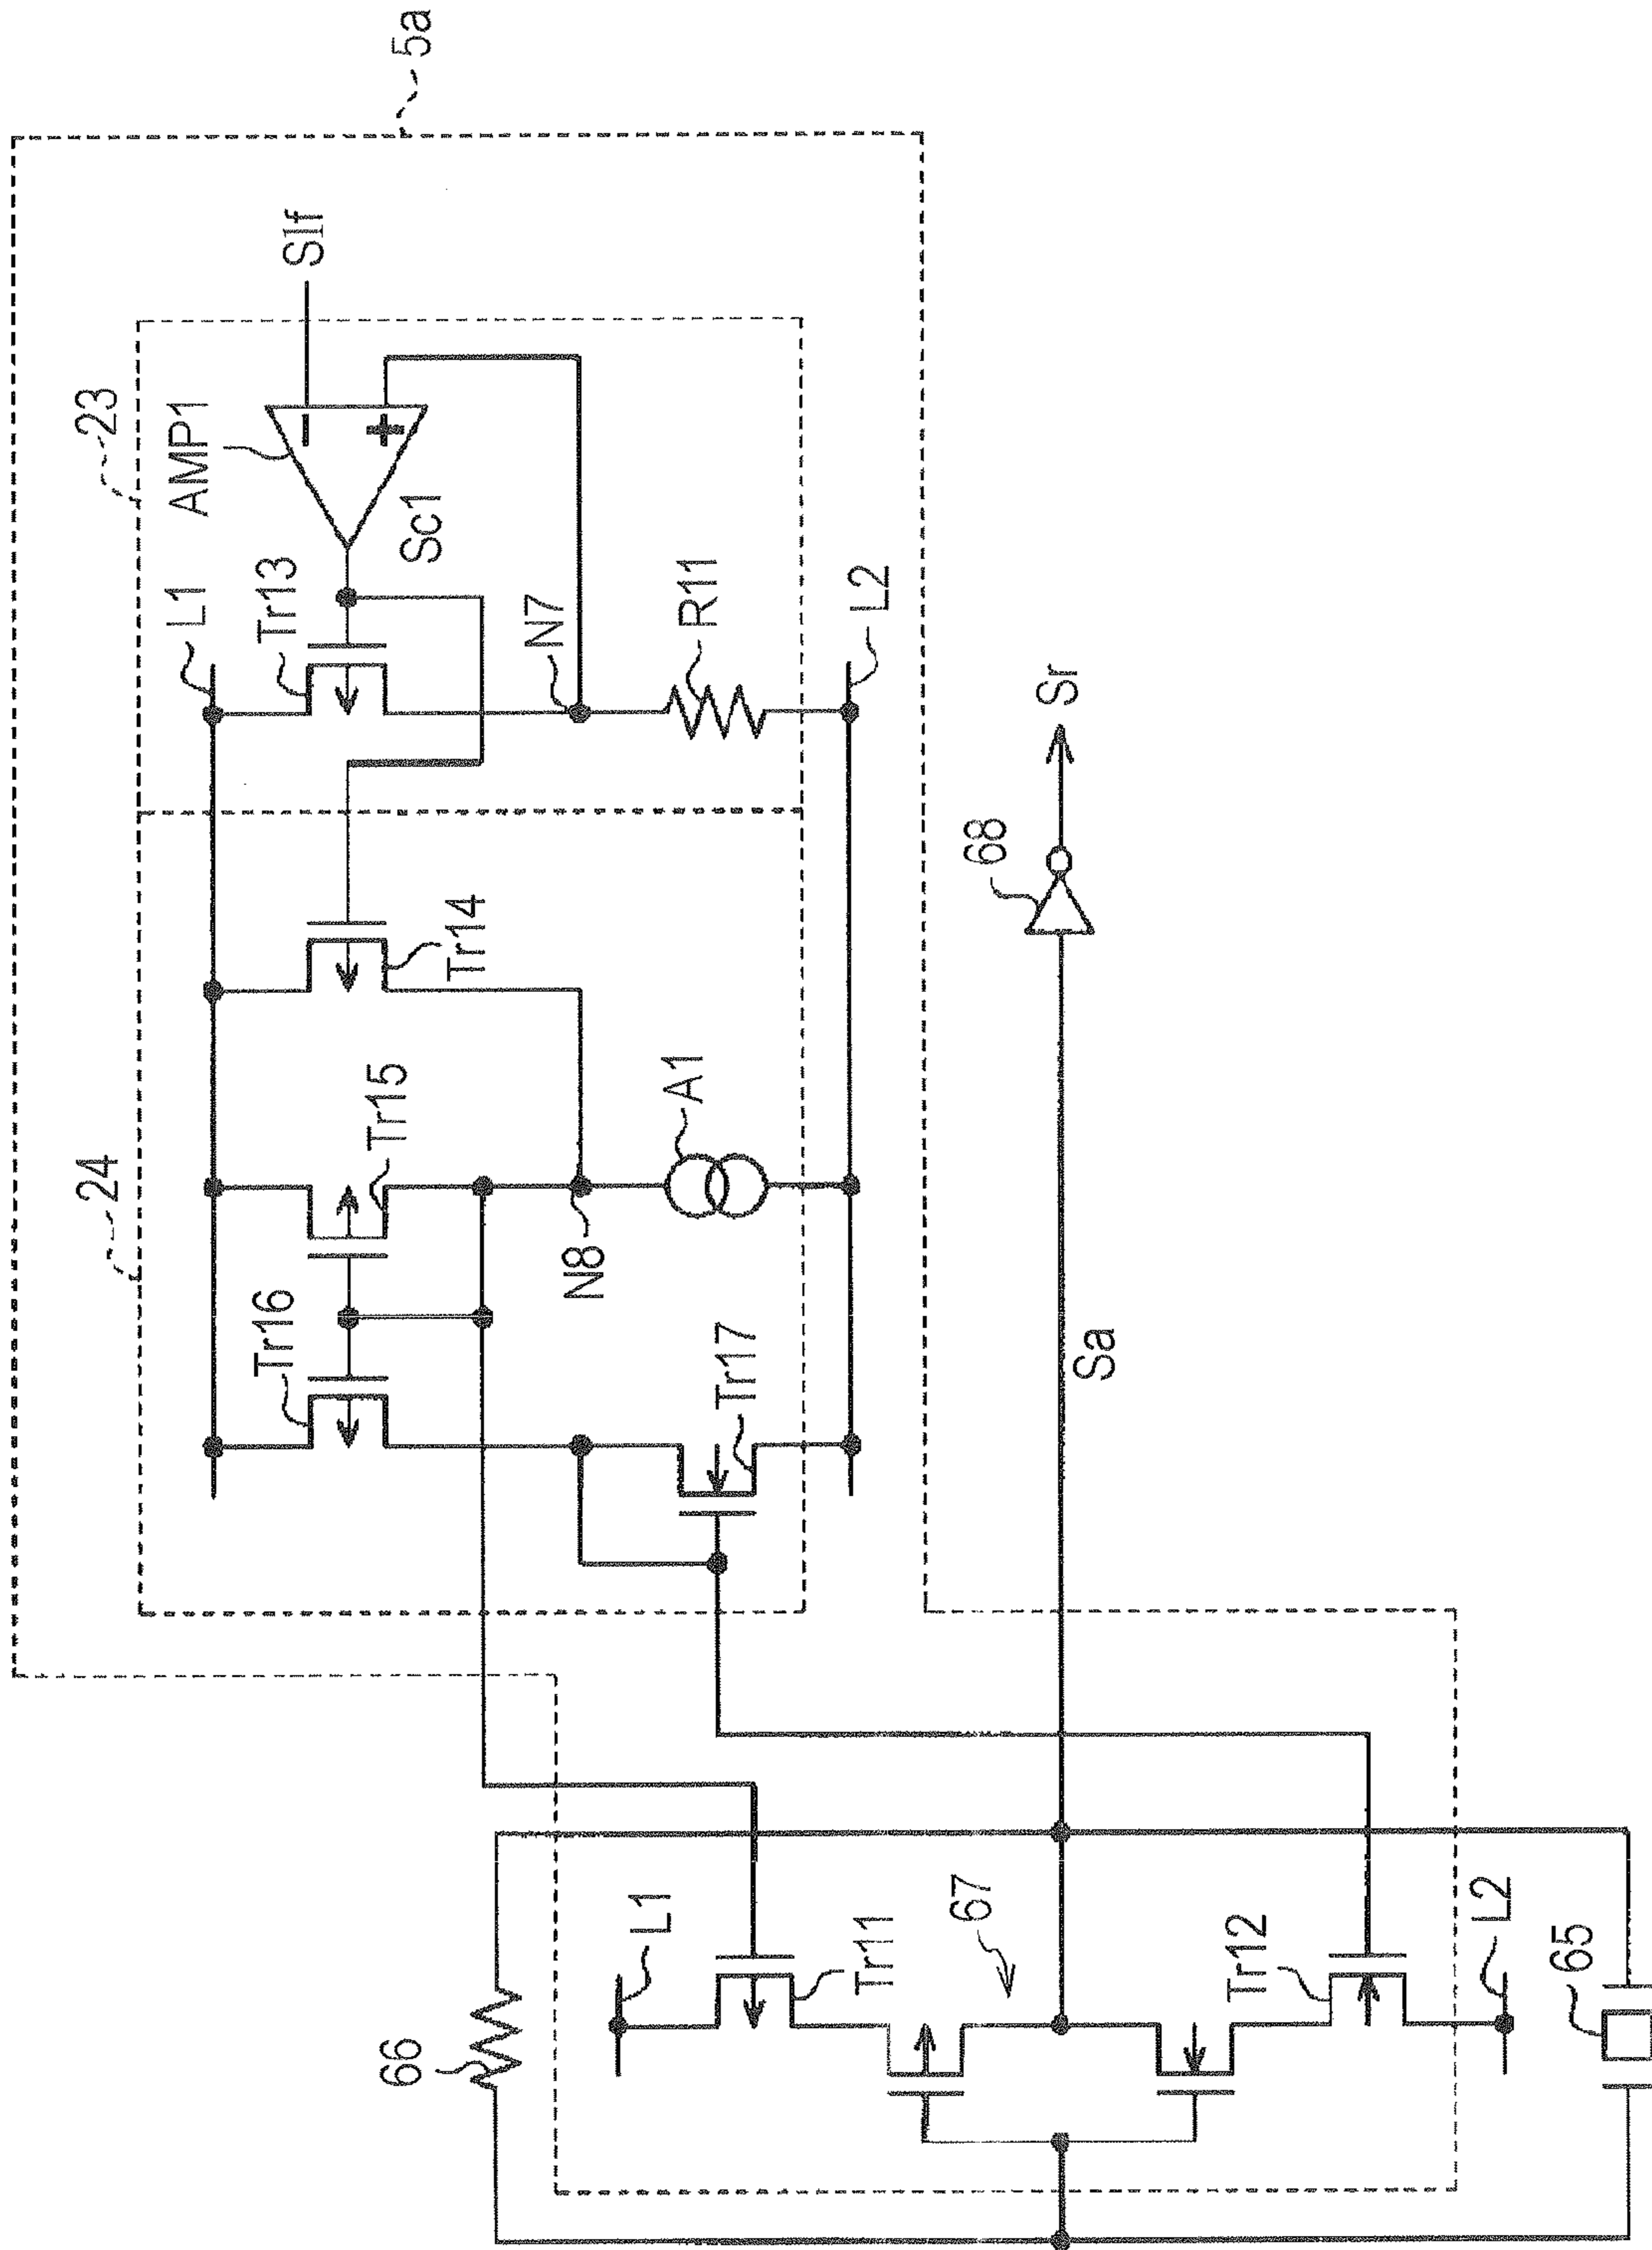 5a
23
AMP1
S1f
L1
Tr13
Sc1
N7
R11
L2
24
Tr16
Tr15
Tr14
N8
A1
Tr17
68
Sr
Sa
66
L1
Tr11
67
Tr12
L2
65